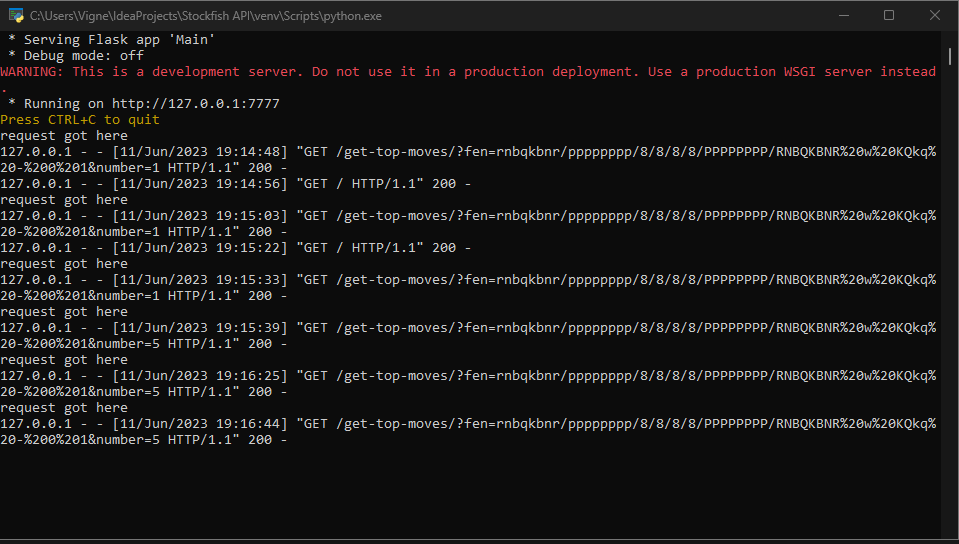 C:\Users\Vigne\IdeaProjects\Stockfish API\venv\Scripts\python.exe
 * Serving Flask app 'Main'
 * Debug mode: off
WARNING: This is a development server. Do not use it in a production deployment. Use a production WSGI server instead
.
 * Running on http://127.0.0.1:7777
Press CTRL+C to quit
request got here
127.0.0.1 - - [11/Jun/2023 19:14:48] "GET /get-top-moves/?fen=rnbqkbnr/pppppppp/8/8/8/8/PPPPPPPP/RNBQKBNR%20w%20KQkq%
20-%200%201&number=1 HTTP/1.1" 200 -
127.0.0.1 - - [11/Jun/2023 19:14:56] "GET / HTTP/1.1" 200 -
request got here
127.0.0.1 - - [11/Jun/2023 19:15:03] "GET /get-top-moves/?fen=rnbqkbnr/pppppppp/8/8/8/8/PPPPPPPP/RNBQKBNR%20w%20KQkq%
20-%200%201&number=1 HTTP/1.1" 200 -
127.0.0.1 - - [11/Jun/2023 19:15:22] "GET / HTTP/1.1" 200 -
request got here
127.0.0.1 - - [11/Jun/2023 19:15:33] "GET /get-top-moves/?fen=rnbqkbnr/pppppppp/8/8/8/8/PPPPPPPP/RNBQKBNR%20w%20KQkq%
20-%200%201&number=1 HTTP/1.1" 200 -
request got here
127.0.0.1 - - [11/Jun/2023 19:15:39] "GET /get-top-moves/?fen=rnbqkbnr/pppppppp/8/8/8/8/PPPPPPPP/RNBQKBNR%20w%20KQkq%
20-%200%201&number=5 HTTP/1.1" 200 -
request got here
127.0.0.1 - - [11/Jun/2023 19:16:25] "GET /get-top-moves/?fen=rnbqkbnr/pppppppp/8/8/8/8/PPPPPPPP/RNBQKBNR%20w%20KQkq%
20-%200%201&number=5 HTTP/1.1" 200 -
request got here
127.0.0.1 - - [11/Jun/2023 19:16:44] "GET /get-top-moves/?fen=rnbqkbnr/pppppppp/8/8/8/8/PPPPPPPP/RNBQKBNR%20w%20KQkq%
20-%200%201&number=5 HTTP/1.1" 200 -